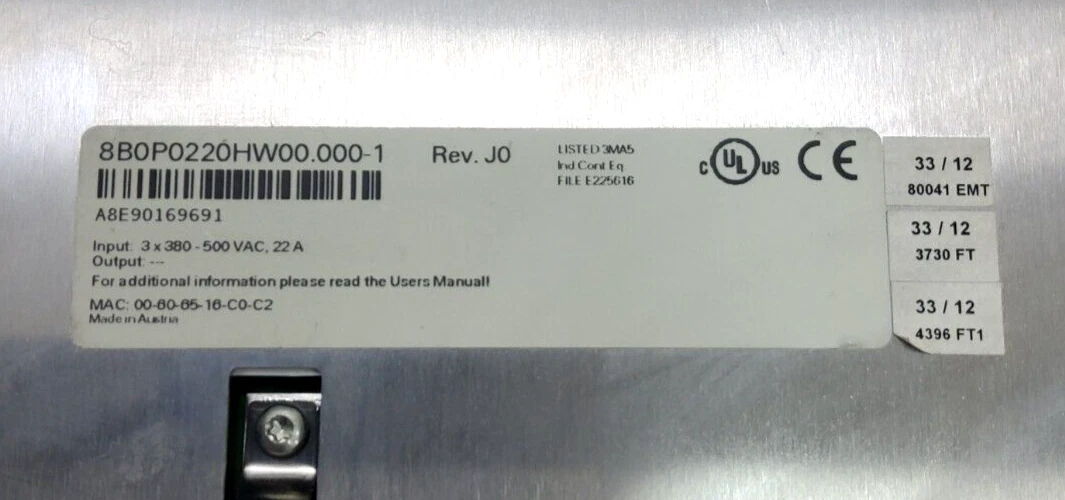 8B0P0220HW00.000-1 Rev. J0
A8E90169691
Input: 3 x 380 - 500 VAC, 22 A
Output: ---
For additional information please read the Users Manual!
MAC: 00-60-65-16-C0-C2
Made in Austria
LISTED 3MA5
Ind Cont Eq
FILE E225616
C UL US CE
33 / 12
80041 EMT
33 / 12
3730 FT
33 / 12
4396 FT1